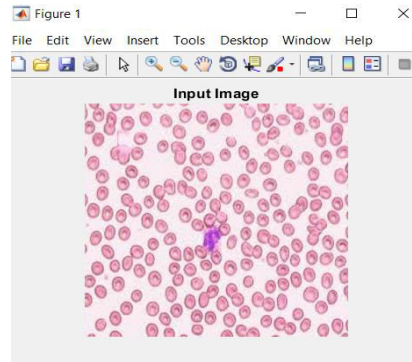 Figure 1
File Edit View Insert Tools Desktop Window Help
Input Image